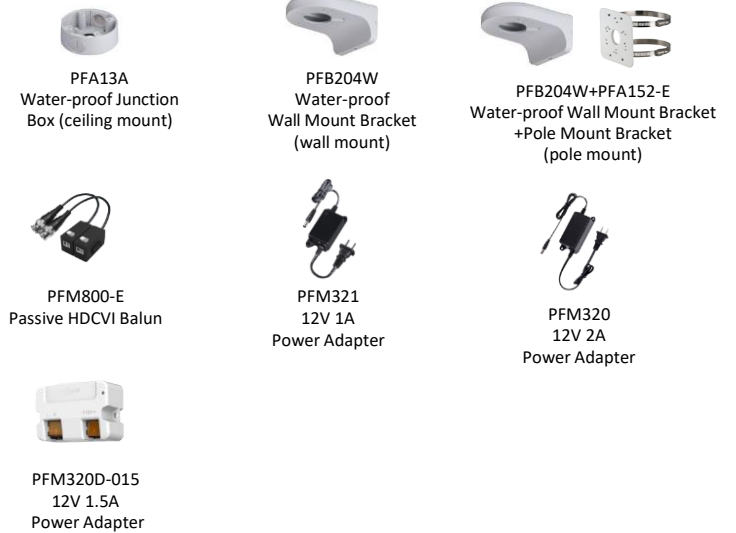 PFA13A
Water-proof Junction
Box (ceiling mount)
PFB204W
Water-proof
Wall Mount Bracket
(wall mount)
PFB204W+PFA152-E
Water-proof Wall Mount Bracket
+Pole Mount Bracket
(pole mount)
PFM800-E
Passive HDCVI Balun
PFM321
12V 1A
Power Adapter
PFM320
12V 2A
Power Adapter
PFM320D-015
12V 1.5A
Power Adapter